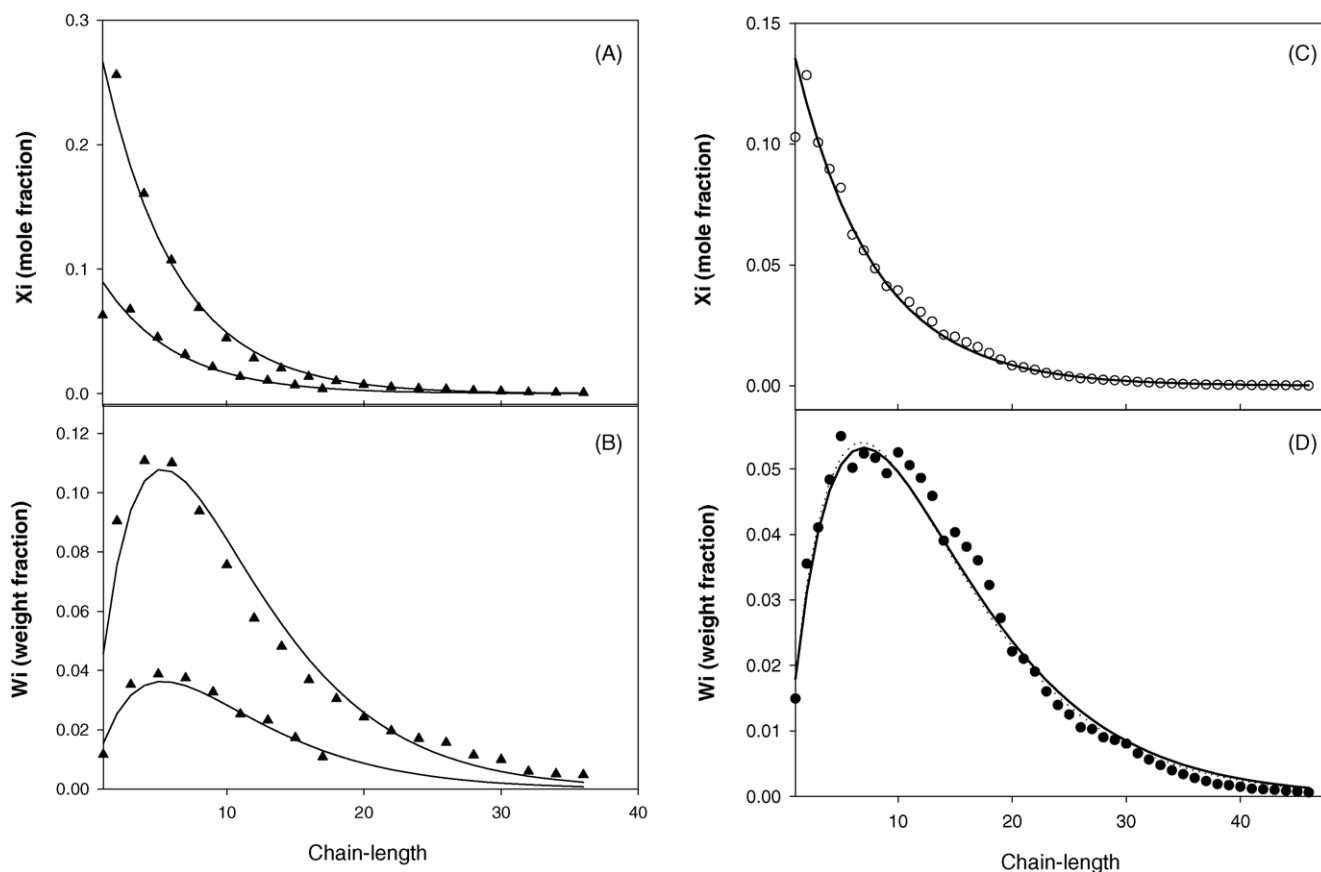 0.3
(A)
0.2
Xi (mole fraction)
0.1
0.0
0.12
(B)
0.10
0.08
Wi (weight fraction)
0.06
0.04
0.02
0.00
10
20
30
40
Chain-length
0.15
(C)
0.10
Xi (mole fraction)
0.05
0.00
(D)
0.05
0.04
Wi (weight fraction)
0.03
0.02
0.01
0.00
10
20
30
40
Chain-length